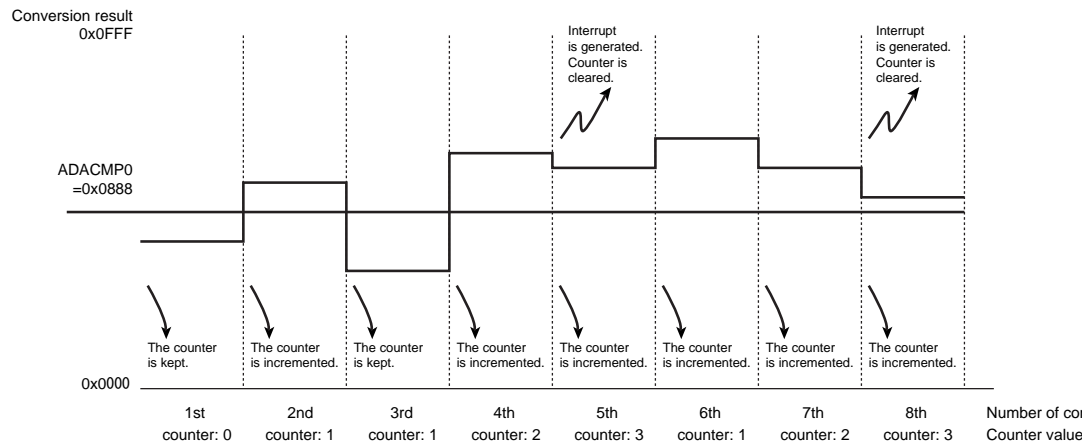 Conversion result
0x0FFF
Interrupt
is generated.
Counter is
cleared.
Interrupt
is generated.
Counter is
cleared.
ADACMP0
=0x0888
The counter
is kept.
The counter
is incremented.
The counter
is kept.
The counter
is incremented.
The counter
is incremented.
The counter
is incremented.
The counter
is incremented.
The counter
is incremented.
0x0000
1st 2nd 3rd 4th 5th 6th 7th 8th Number of
counter: 0 counter: 1 counter: 1 counter: 2 counter: 3 counter: 1 counter: 2 counter: 3 Counter value